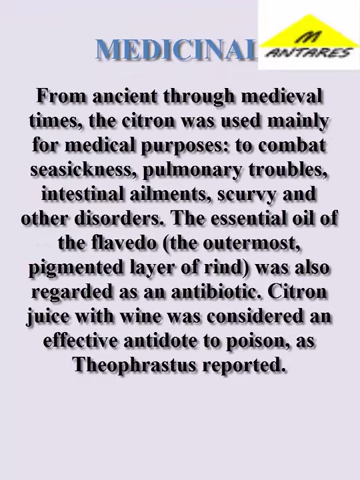 M
ANTARES
MEDICINAL
From ancient through medieval
times, the citron was used mainly
for medical purposes: to combat
seasickness, pulmonary troubles,
intestinal ailments, scurvy and
other disorders. The essential oil of
the flavedo (the outermost,
pigmented layer of rind) was also
regarded as an antibiotic. Citron
juice with wine was considered an
effective antidote to poison, as
Theophrastus reported.